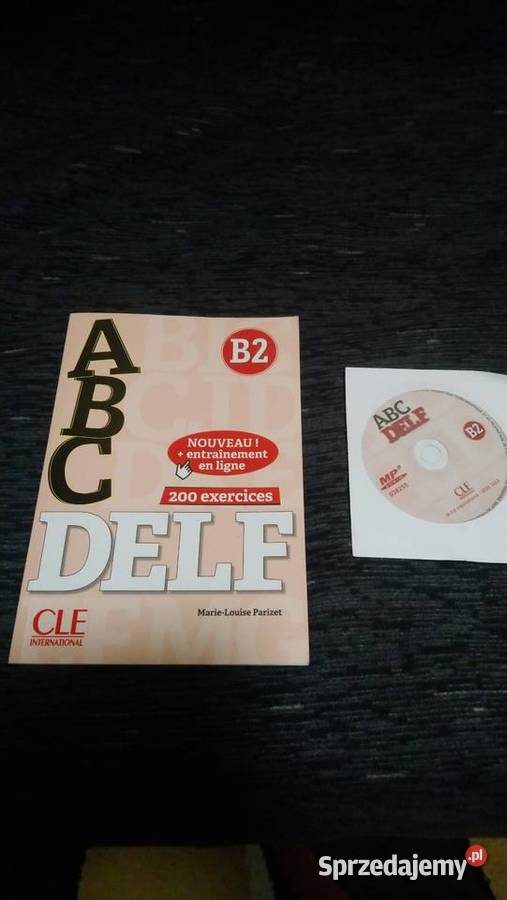 A
B
C
DELF
B2
NOUVEAU !
+ entraînement
en ligne
200 exercices
Marie-Louise Parizet
CLE
INTERNATIONAL
ABC
DELF
B2
MP3
CLE
Sprzedajemy.pl